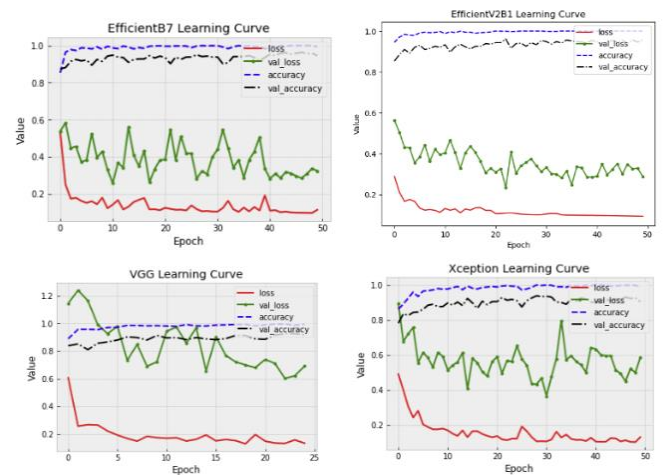 EfficientB7 Learning Curve
1.0
0.8
0.6
0.4
0.2
Value
0
10
20
30
40
50
Epoch
loss
val_loss
accuracy
val_accuracy
EfficientV2B1 Learning Curve
1.0
0.8
0.6
0.4
0.2
Value
0
10
20
30
40
50
Epoch
loss
val_loss
accuracy
val_accuracy
VGG Learning Curve
1.2
1.0
0.8
0.6
0.4
0.2
Value
0
5
10
15
20
25
Epoch
loss
val_loss
accuracy
val_accuracy
Xception Learning Curve
1.0
0.8
0.6
0.4
0.2
Value
0
10
20
30
40
50
Epoch
loss
val_loss
accuracy
val_accuracy